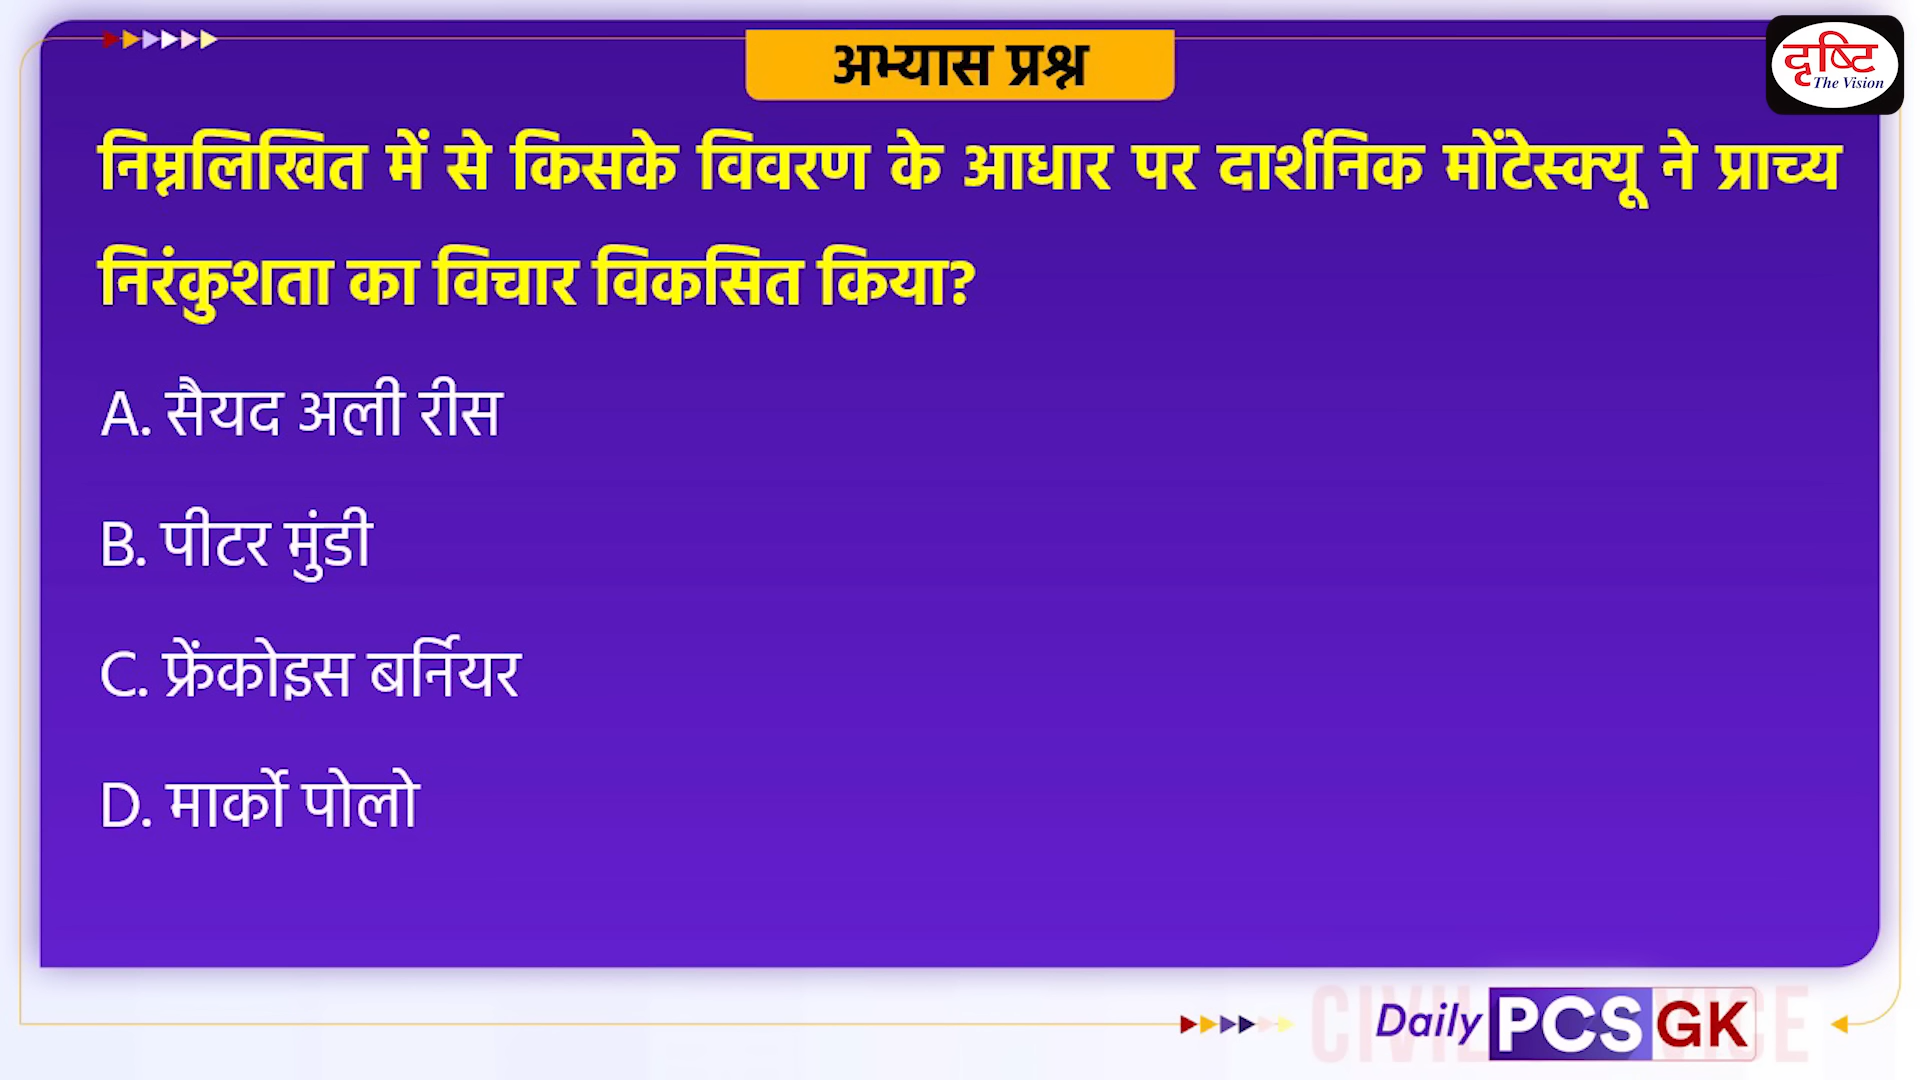 अभ्यास प्रश्न
दृष्टि
The Vision
निम्नलिखित में से किसके विवरण के आधार पर दार्शनिक मोंटेस्क्यू ने प्राच्य
निरंकुशता का विचार विकसित किया?
A. सैयद अली रीस
B. पीटर मुंडी
C. फ्रेंकोइस बर्नियर
D. मार्को पोलो
Daily PCS GK